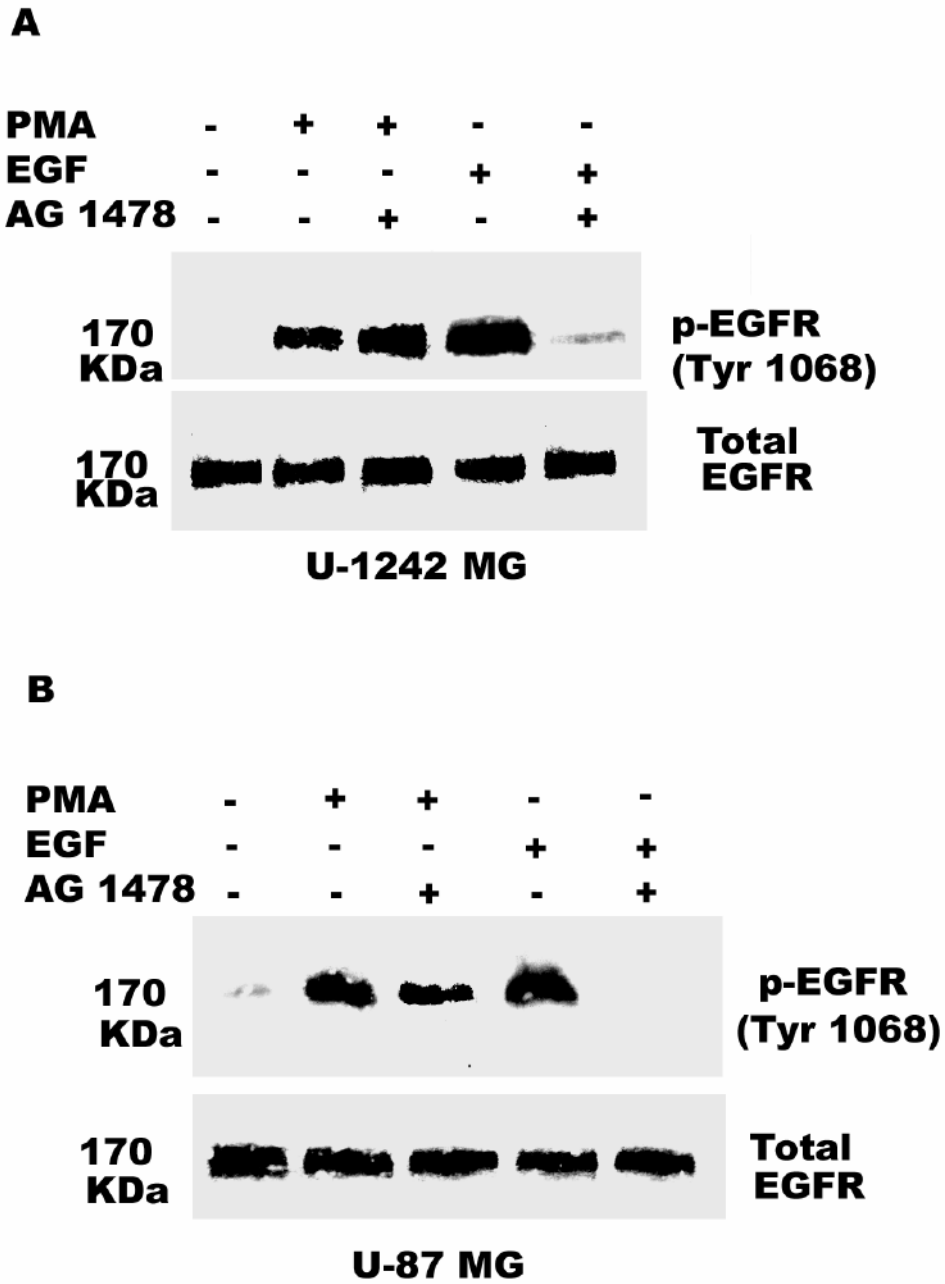 A
PMA - + + - -
EGF - - - + +
AG 1478 - - + - +
170
KDa
p-EGFR
(Tyr 1068)
170
KDa
Total
EGFR
U-1242 MG
B
PMA - + + - -
EGF - - - + +
AG 1478 - - + - +
170
KDa
p-EGFR
(Tyr 1068)
170
KDa
Total
EGFR
U-87 MG